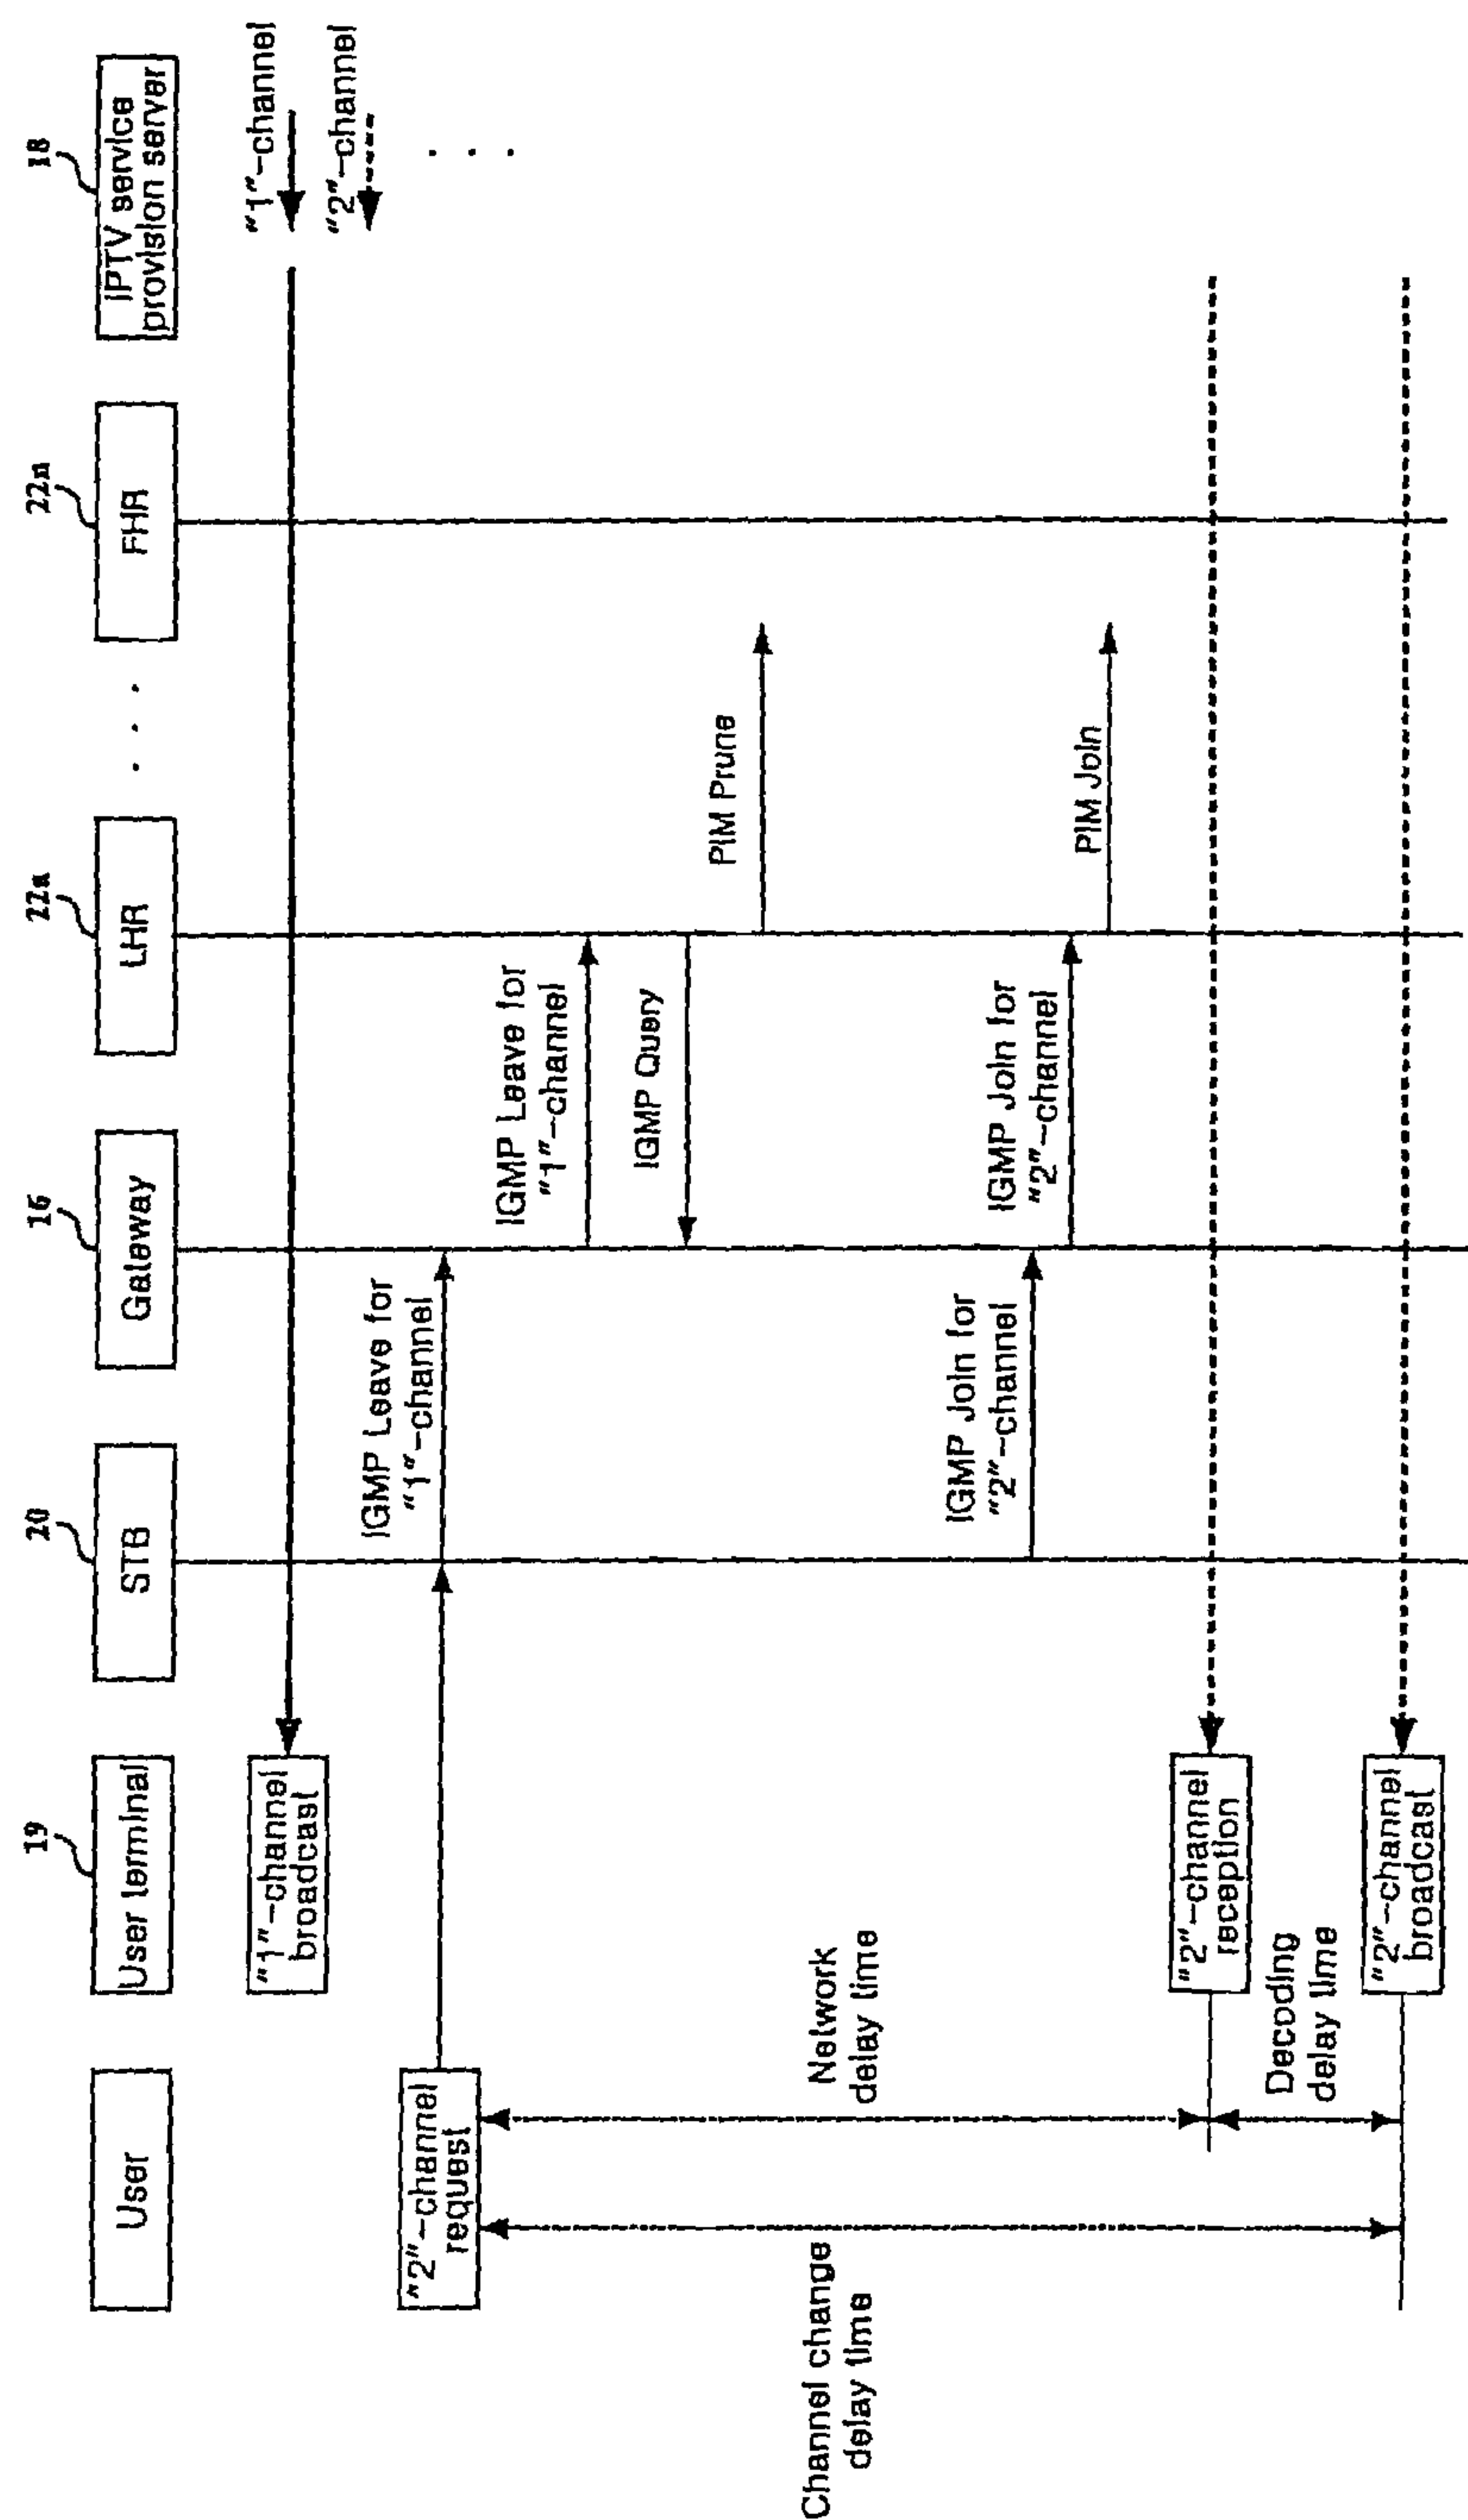 User
User terminal
19
STB
20
Gateway
16
LHR
22a
. . .
FHR
22n
IPTV service
provision server
18
"1"-channel
"2"-channel
. . .
"1"-channel
broadcast
"2"-channel
request
IGMP Leave for
"1"-channel
IGMP Leave for
"1"-channel
IGMP Query
PIM Prune
IGMP Join for
"2"-channel
IGMP Join for
"2"-channel
PIM Join
Channel change
delay time
Network
delay time
"2"-channel
reception
Decoding
delay time
"2"-channel
broadcast